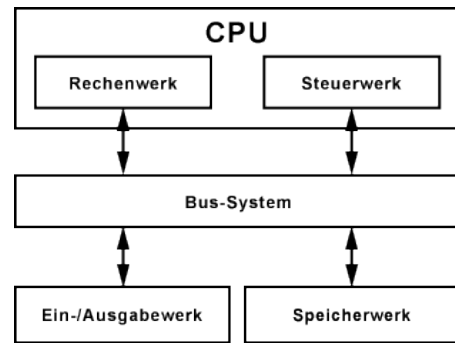 CPU
Rechenwerk
Steuerwerk
Bus-System
Ein-/Ausgabewerk
Speicherwerk